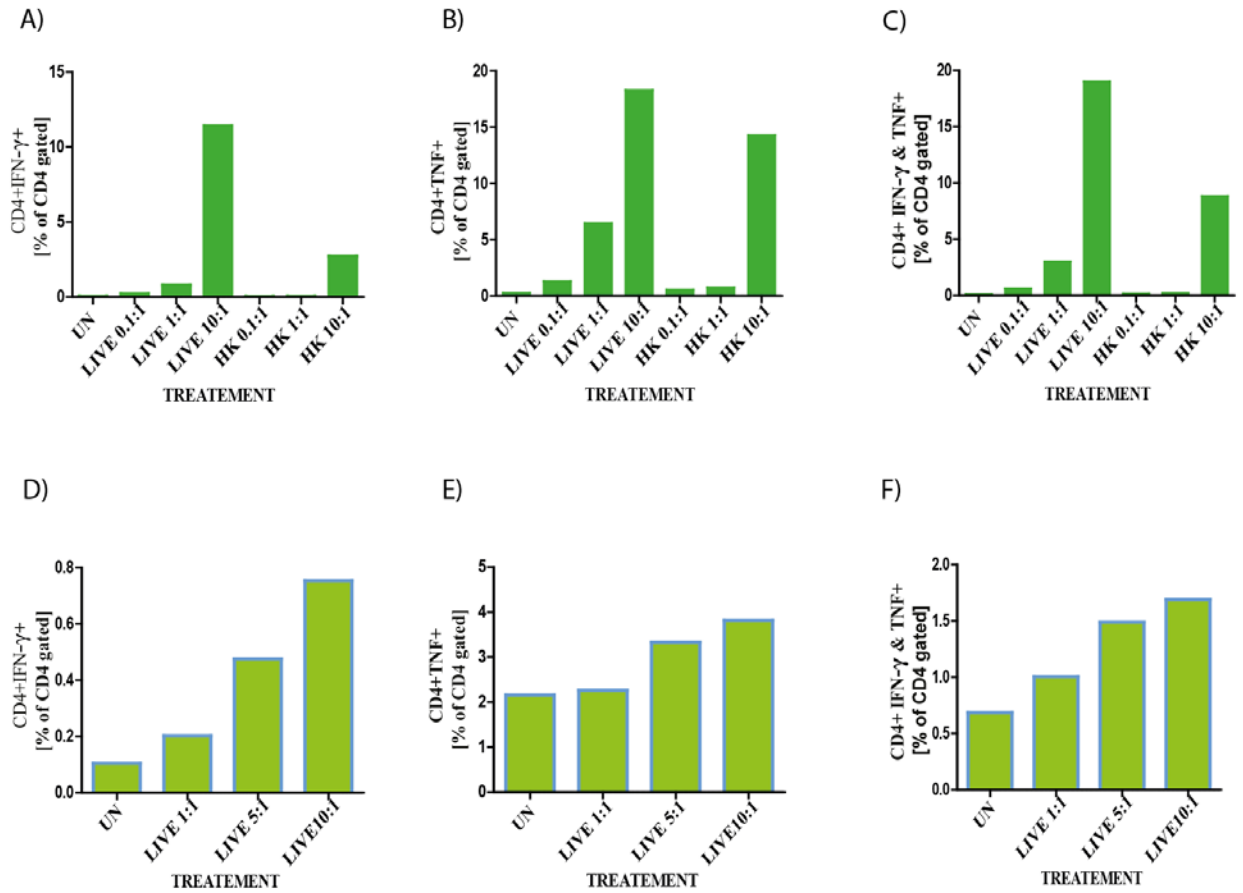 A)
CD4+IFN-γ+
[% of CD4 gated]
15
10
5
0
UN
LIVE 0.1:1
LIVE 1:1
LIVE 10:1
HK 0.1:1
HK 1:1
HK 10:1
TREATEMENT
B)
CD4+TNF+
[% of CD4 gated]
20
15
10
5
0
UN
LIVE 0.1:1
LIVE 1:1
LIVE 10:1
HK 0.1:1
HK 1:1
HK 10:1
TREATEMENT
C)
CD4+ IFN-γ & TNF+
[% of CD4 gated]
20
15
10
5
0
UN
LIVE 0.1:1
LIVE 1:1
LIVE 10:1
HK 0.1:1
HK 1:1
HK 10:1
TREATEMENT
D)
CD4+IFN-γ+
[% of CD4 gated]
0.8
0.6
0.4
0.2
0.0
UN
LIVE 1:1
LIVE 5:1
LIVE10:1
TREATEMENT
E)
CD4+TNF+
[% of CD4 gated]
5
4
3
2
1
0
UN
LIVE 1:1
LIVE 5:1
LIVE10:1
TREATEMENT
F)
CD4+ IFN-γ & TNF+
[% of CD4 gated]
2.0
1.5
1.0
0.5
0.0
UN
LIVE 1:1
LIVE 5:1
LIVE10:1
TREATEMENT